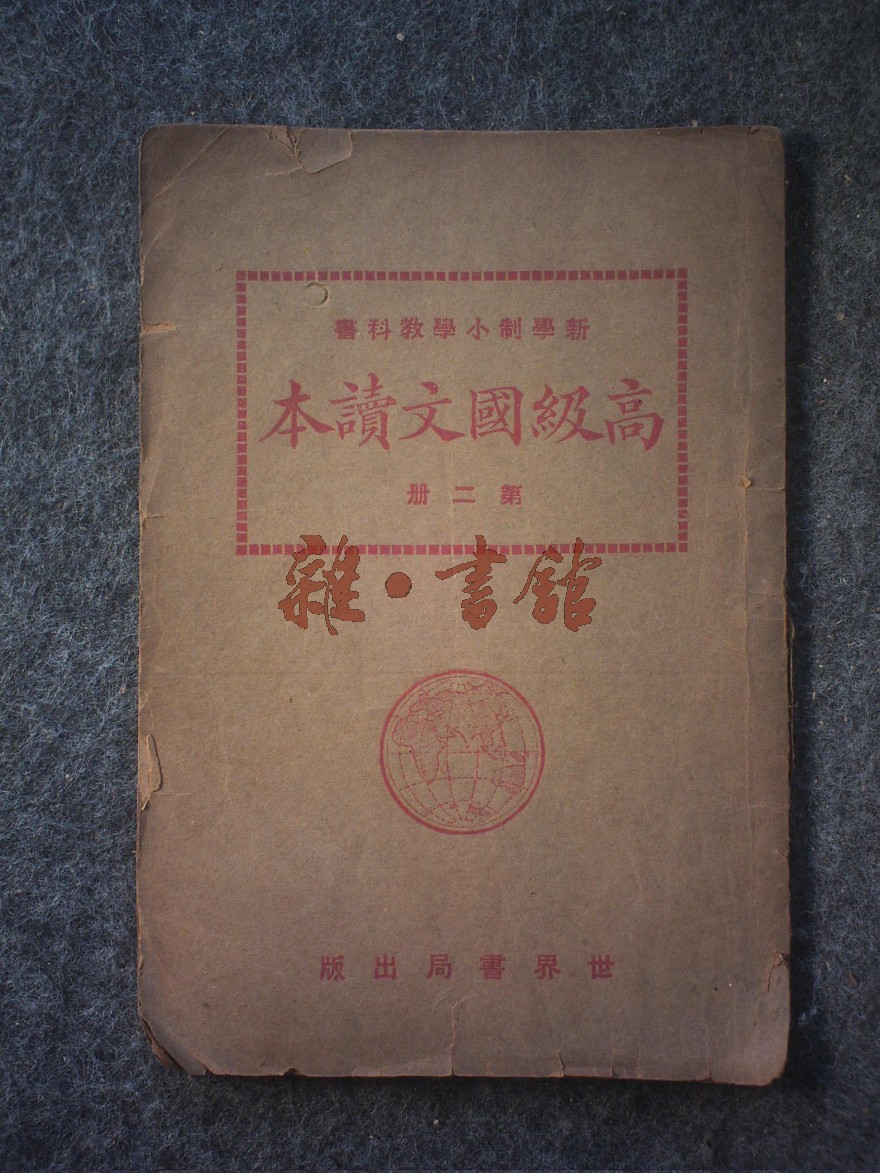 新學制小學教科書
高級國文讀本
第二册
雜·書館
世界書局出版